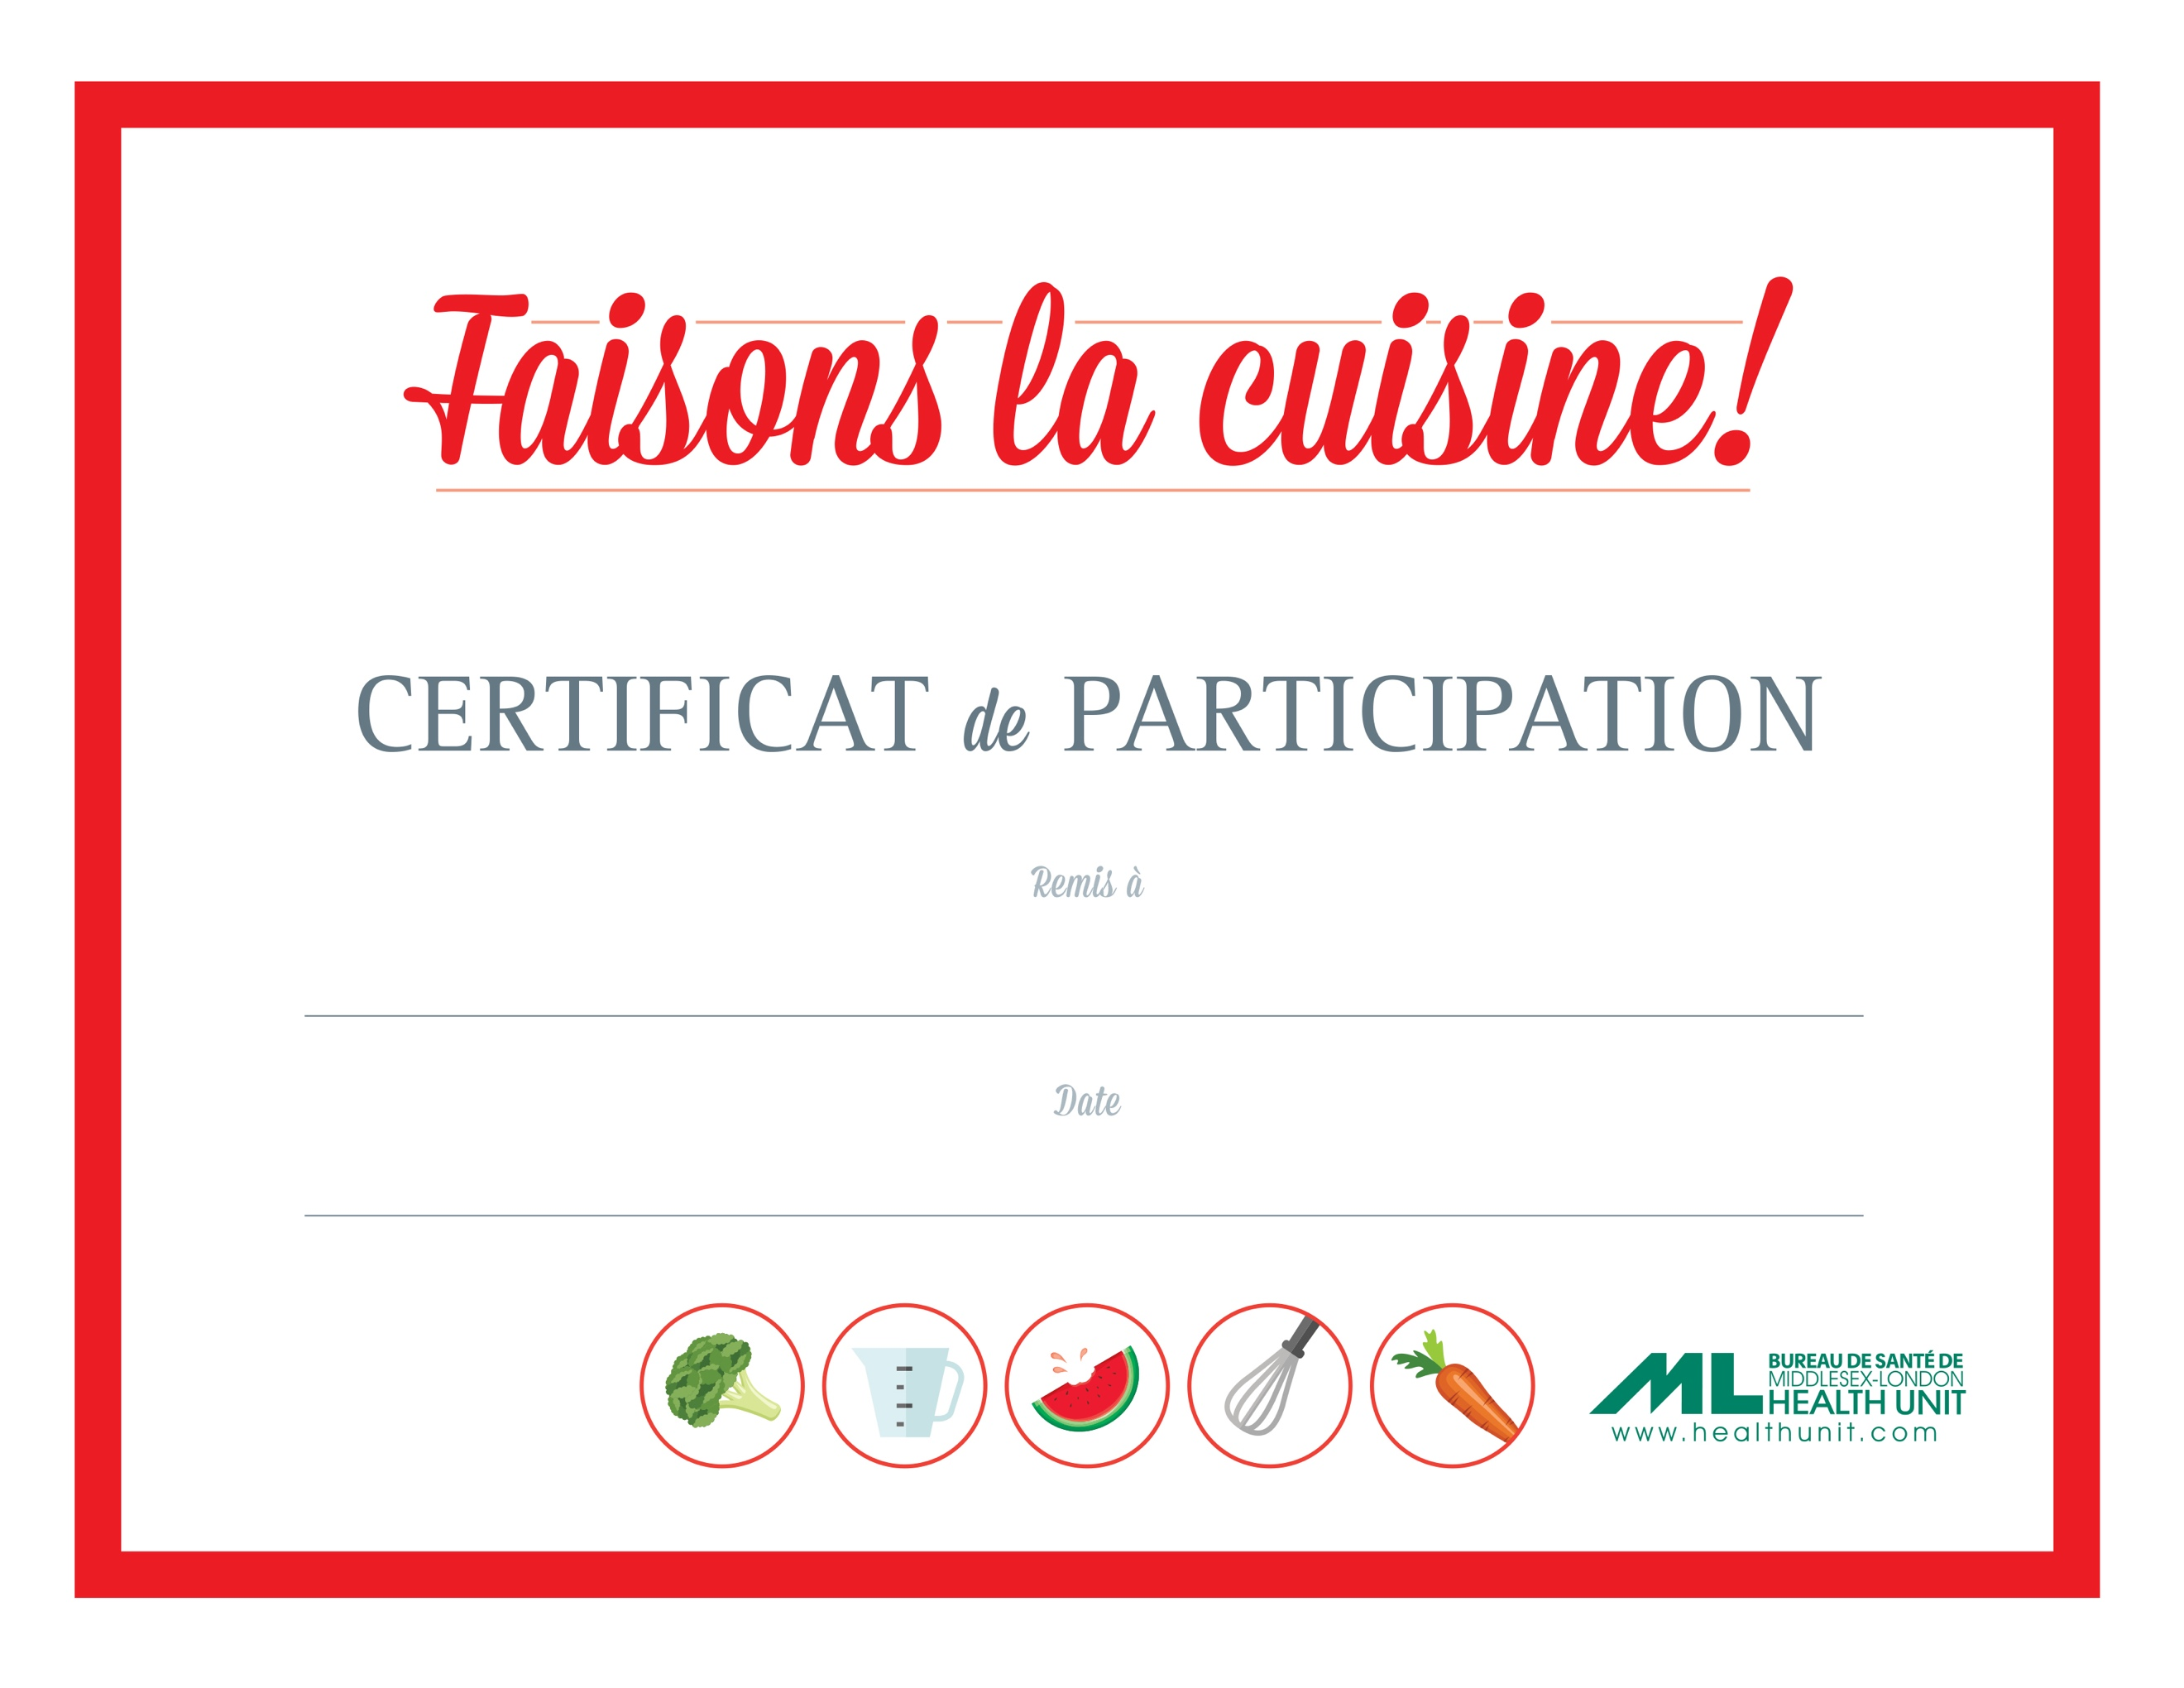 Faisons la cuisine!
CERTIFICAT de PARTICIPATION
Remis à
Date
ML
BUREAU DE SANTÉ DE
MIDDLESEX-LONDON
HEALTH UNIT
www.healthunit.com